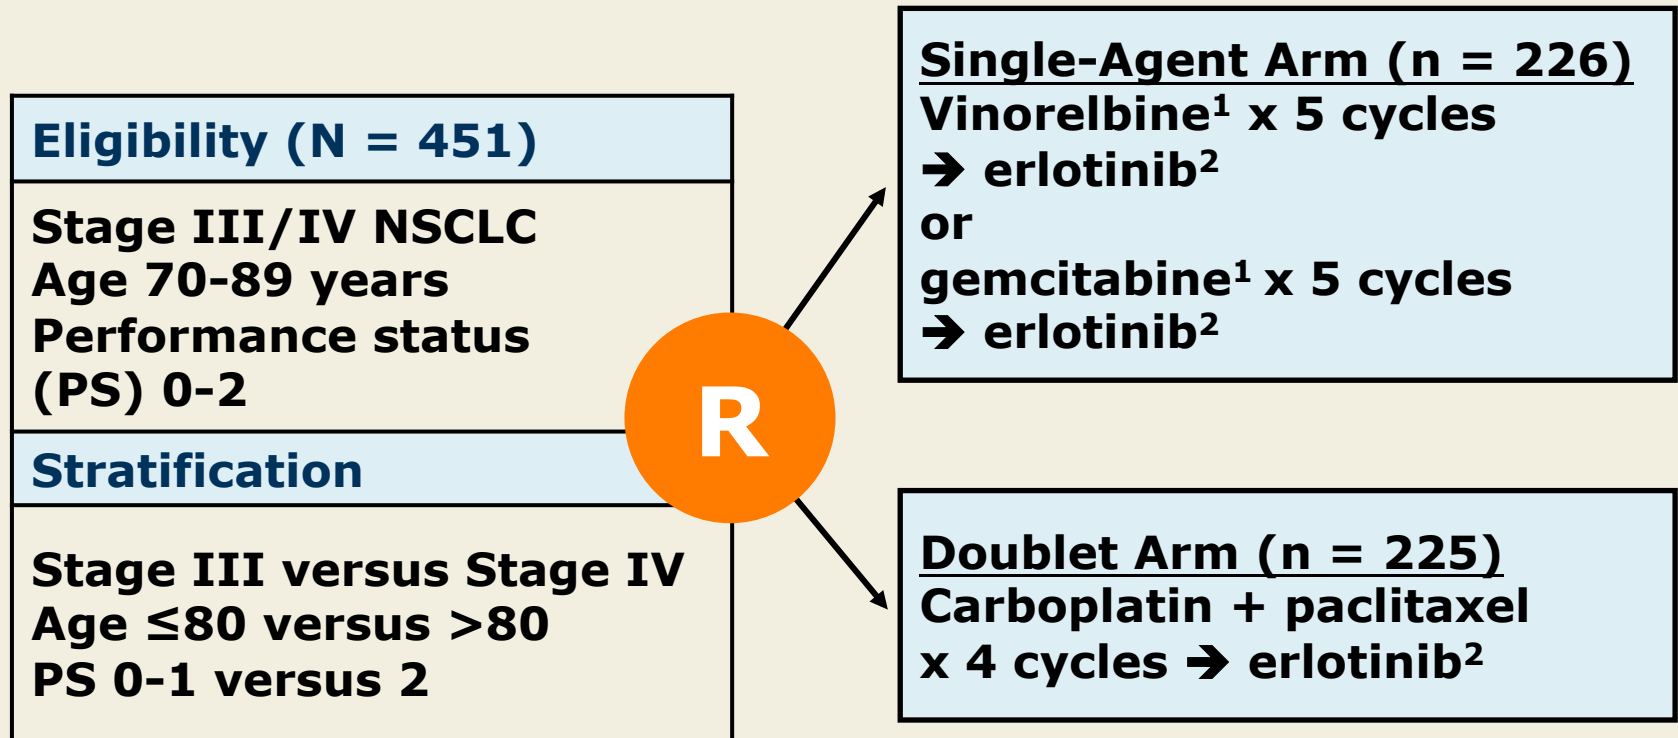 Eligibility (N = 451)
Stage III/IV NSCLC
Age 70-89 years
Performance status
(PS) 0-2
Stratification
Stage III versus Stage IV
Age ≤80 versus >80
PS 0-1 versus 2
R
Single-Agent Arm (n = 226)
Vinorelbine¹ x 5 cycles
➔ erlotinib²
or
gemcitabine¹ x 5 cycles
➔ erlotinib²
Doublet Arm (n = 225)
Carboplatin + paclitaxel
x 4 cycles ➔ erlotinib²